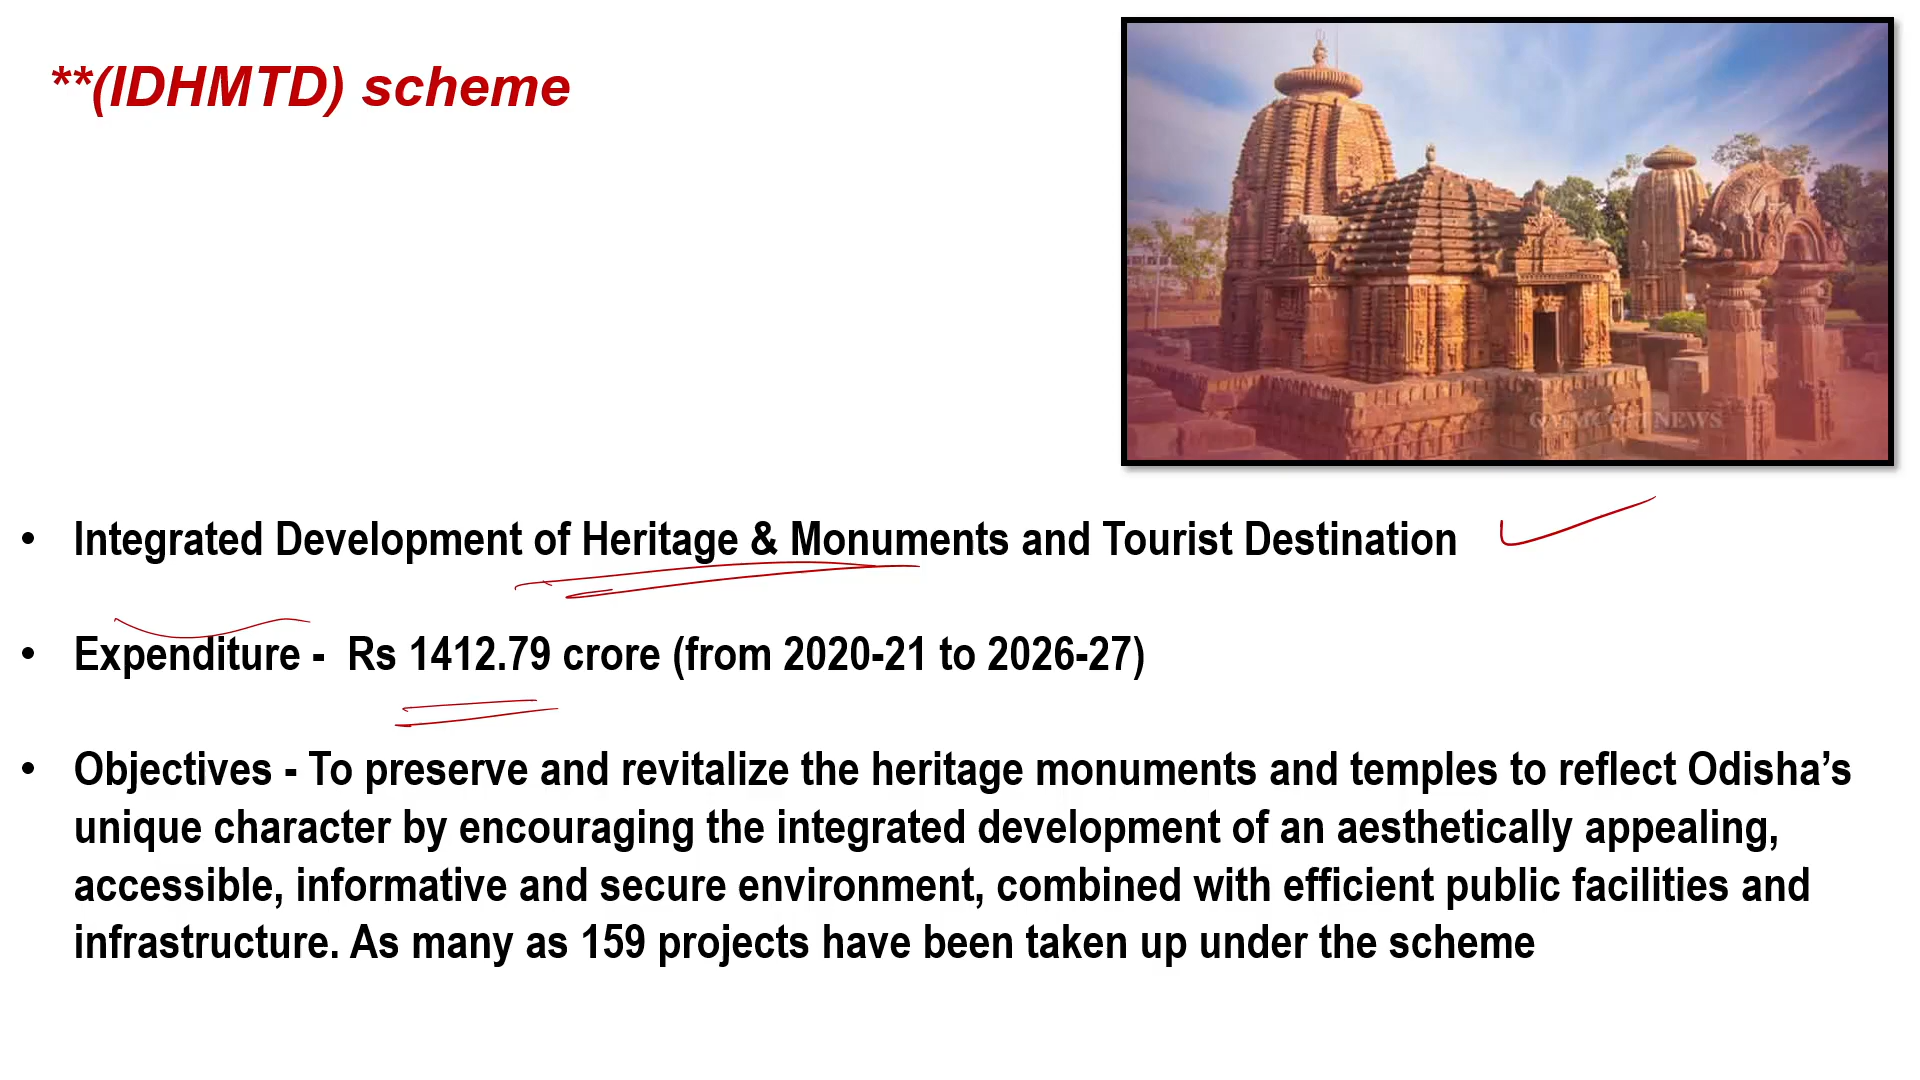 **(IDHMTD) scheme
• Integrated Development of Heritage & Monuments and Tourist Destination
• Expenditure - Rs 1412.79 crore (from 2020-21 to 2026-27)
• Objectives - To preserve and revitalize the heritage monuments and temples to reflect Odisha’s
unique character by encouraging the integrated development of an aesthetically appealing,
accessible, informative and secure environment, combined with efficient public facilities and
infrastructure. As many as 159 projects have been taken up under the scheme